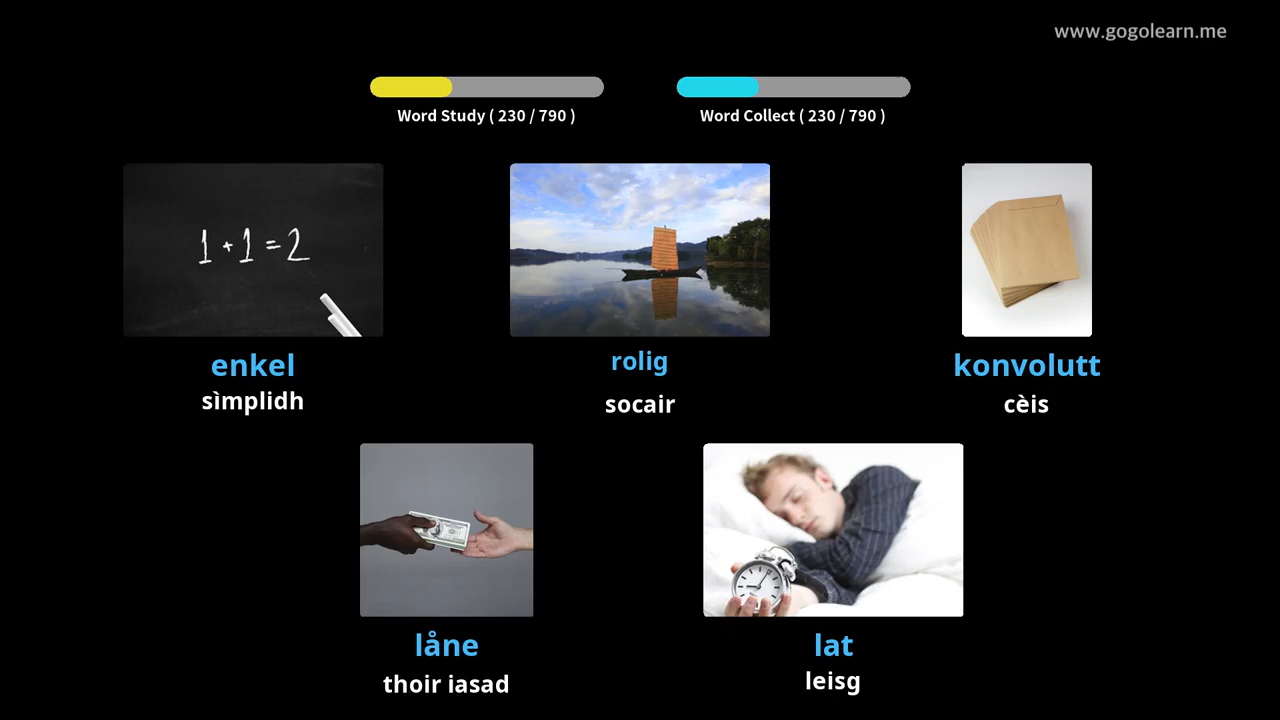 www.gogolearn.me
Word Study ( 230 / 790 )
Word Collect ( 230 / 790 )
1 + 1 = 2
enkel
sìmplidh
rolig
socair
konvolutt
cèis
låne
thoir iasad
lat
leisg